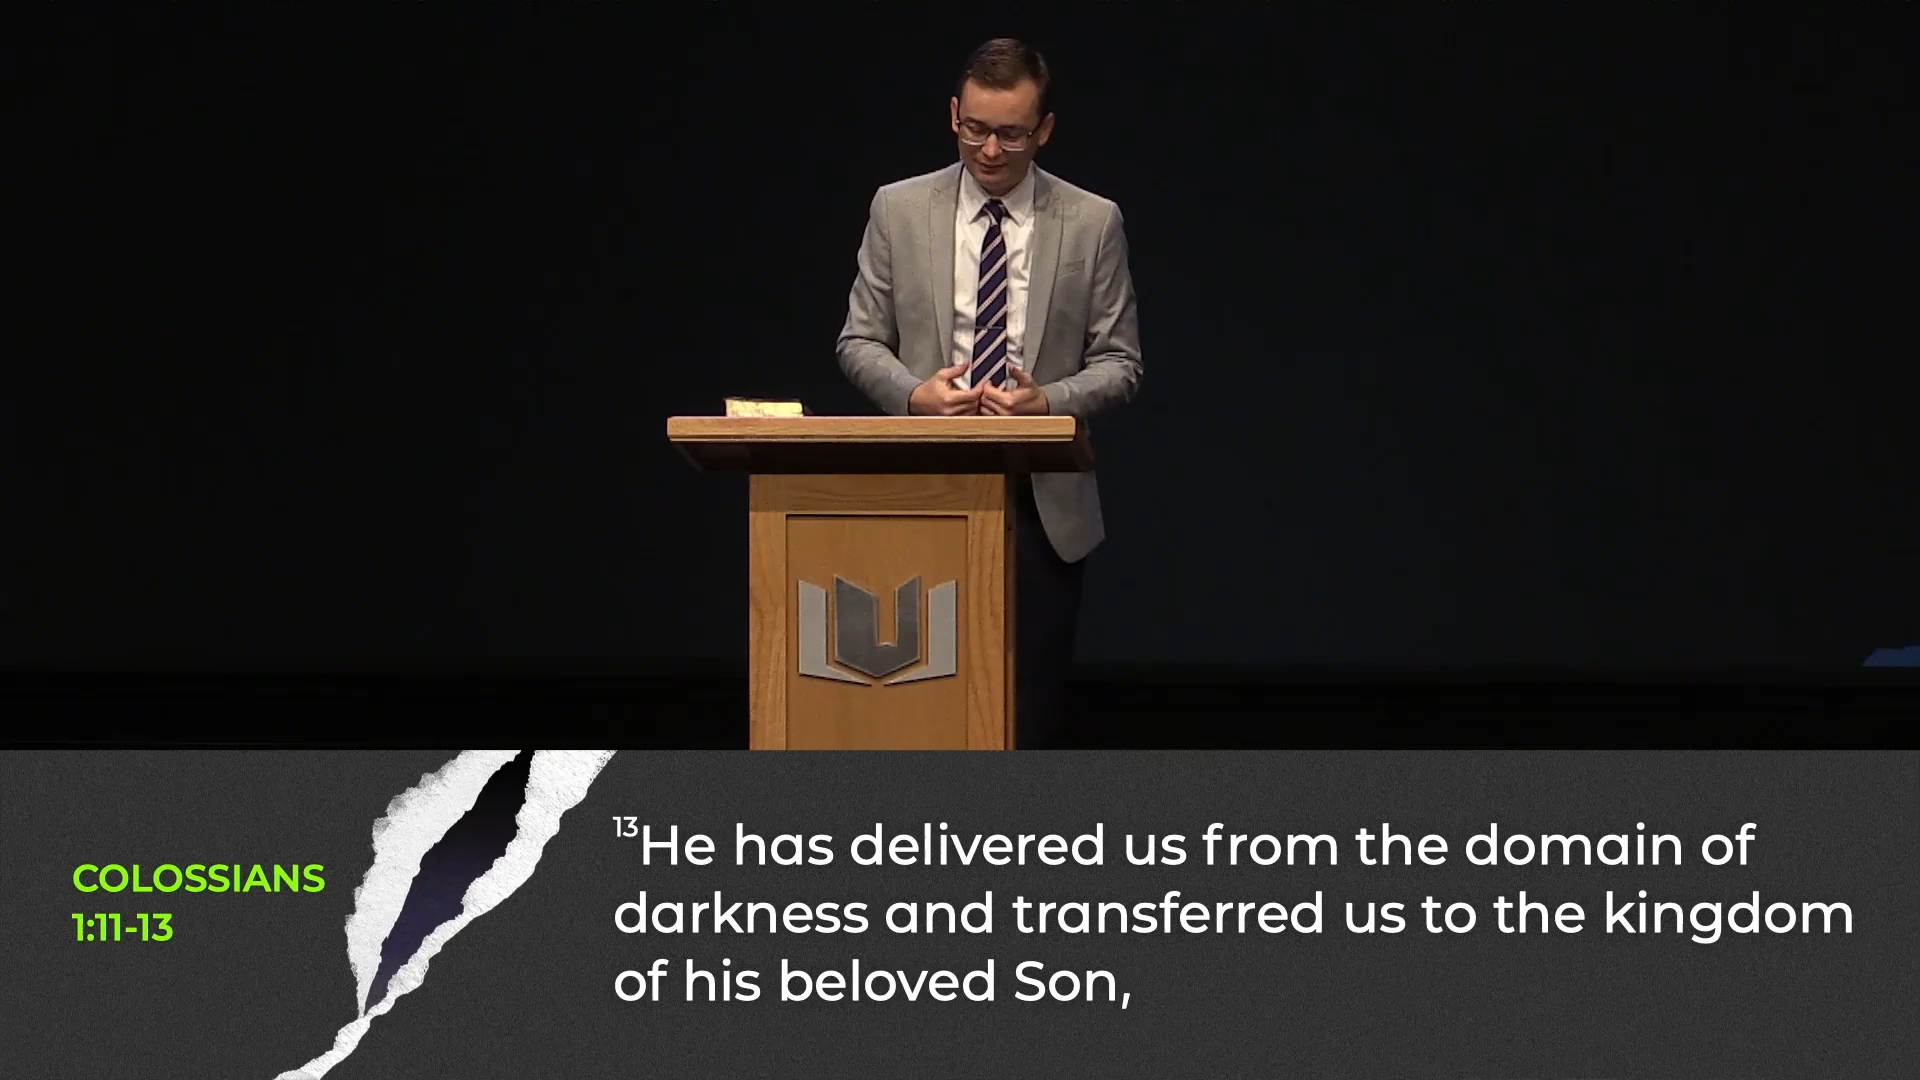 COLOSSIANS
1:11-13
13He has delivered us from the domain of
darkness and transferred us to the kingdom
of his beloved Son,